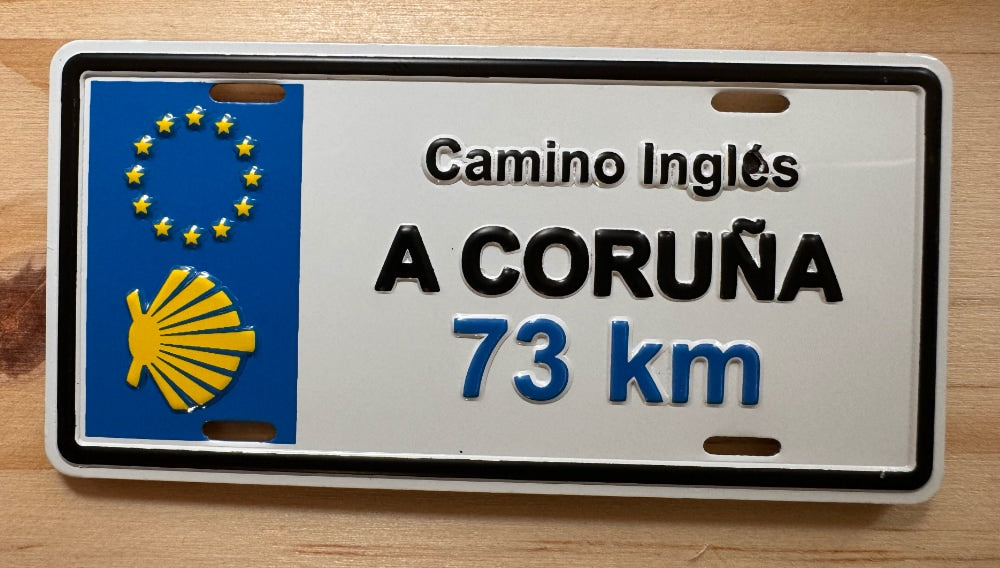 Camino Inglés
A CORUÑA
73 km